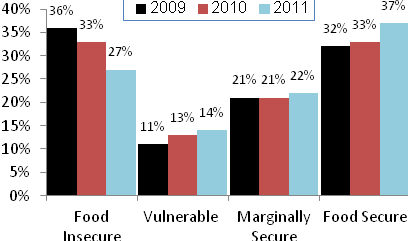 2009 2010 2011
40%
35%
30%
25%
20%
15%
10%
5%
0%
36% 33% 27%
11% 13% 14%
21% 21% 22%
32% 33% 37%
Food Insecure
Vulnerable
Marginally Secure
Food Secure